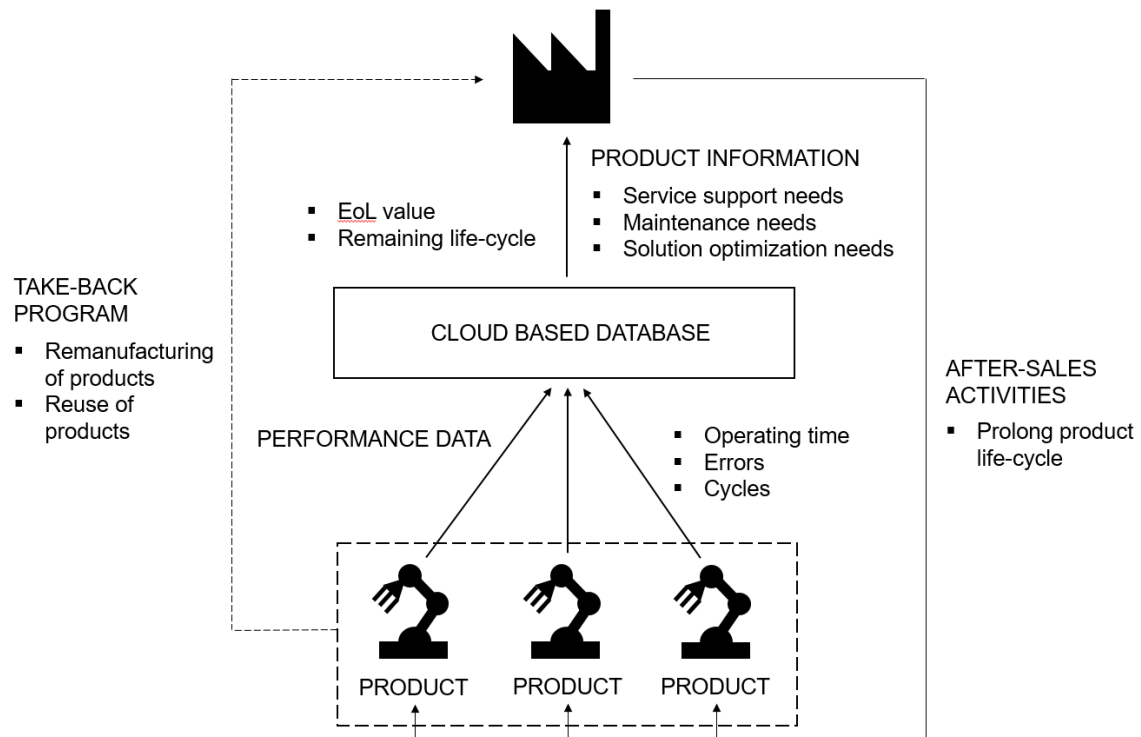 PRODUCT INFORMATION
▪ Service support needs
▪ Maintenance needs
▪ Solution optimization needs
▪ EoL value
▪ Remaining life-cycle
TAKE-BACK
PROGRAM
▪ Remanufacturing
of products
▪ Reuse of
products
CLOUD BASED DATABASE
AFTER-SALES
ACTIVITIES
▪ Prolong product
life-cycle
PERFORMANCE DATA
▪ Operating time
▪ Errors
▪ Cycles
PRODUCT
PRODUCT
PRODUCT